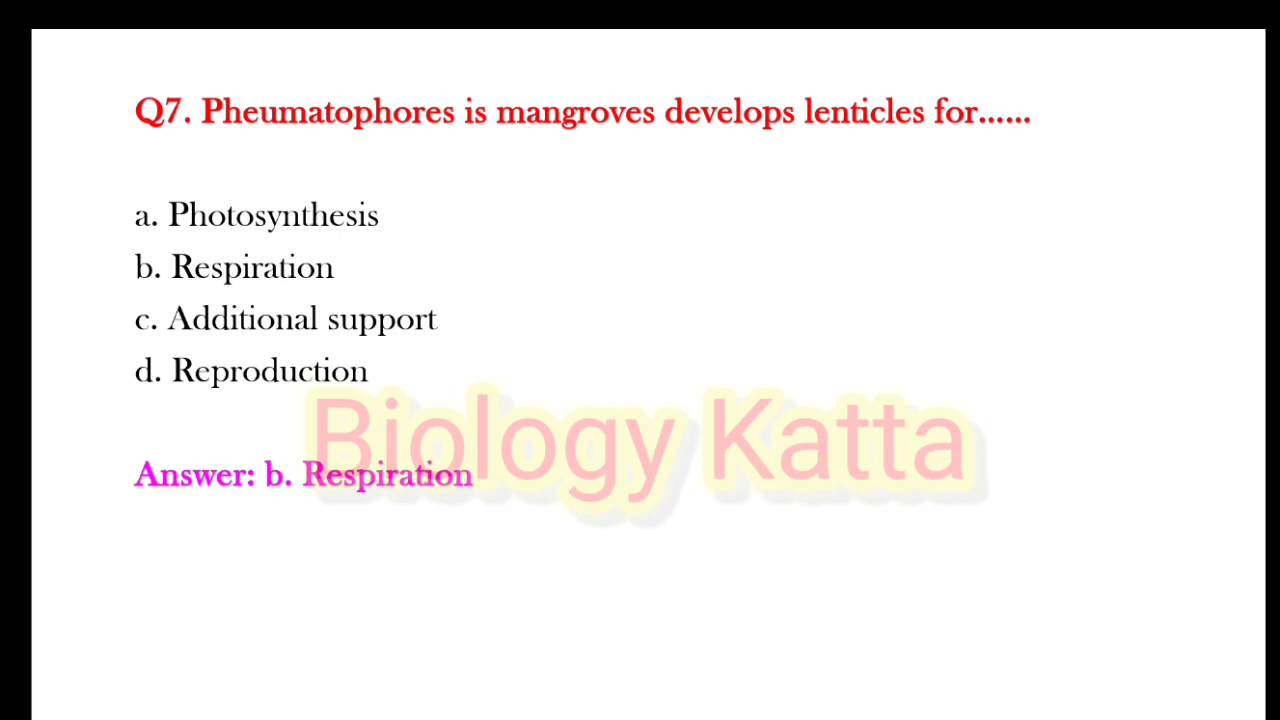 Q7. Pheumatophores is mangroves develops lenticles for......
a. Photosynthesis
b. Respiration
c. Additional support
d. Reproduction
Biology Katta
Answer: b. Respiration